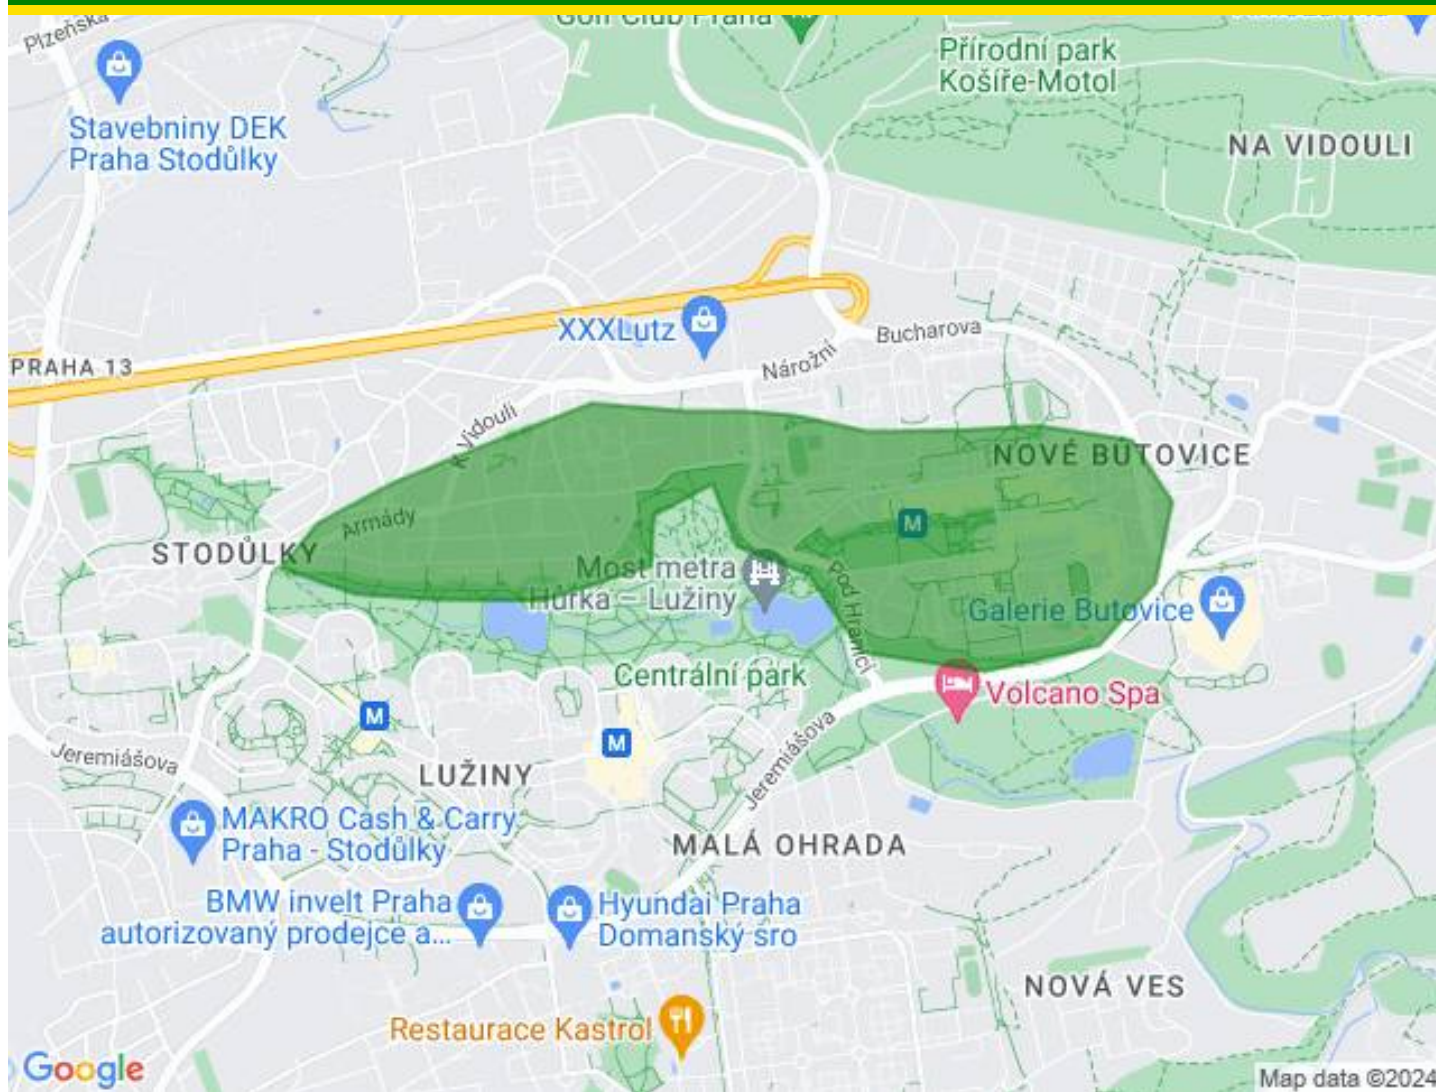 Plzeňská
Golf Club Praha
Přírodní park
Košíře-Motol
Stavebniny DEK
Praha Stodůlky
NA VIDOULI
XXXLutz
Bucharova
Nárožní
PRAHA 13
K Vidouli
NOVÉ BUTOVICE
Armády
M
STODŮLKY
Most metra
Hůrka – Lužiny
Pod Hranicí
Galerie Butovice
Centrální park
Volcano Spa
M
M
Jeremiášova
Jeremiášova
LUŽINY
MAKRO Cash & Carry
Praha - Stodůlky
MALÁ OHRADA
BMW invelt Praha
autorizovaný prodejce a...
Hyundai Praha
Domanský sro
NOVÁ VES
Restaurace Kastrol
Google
Map data ©2024